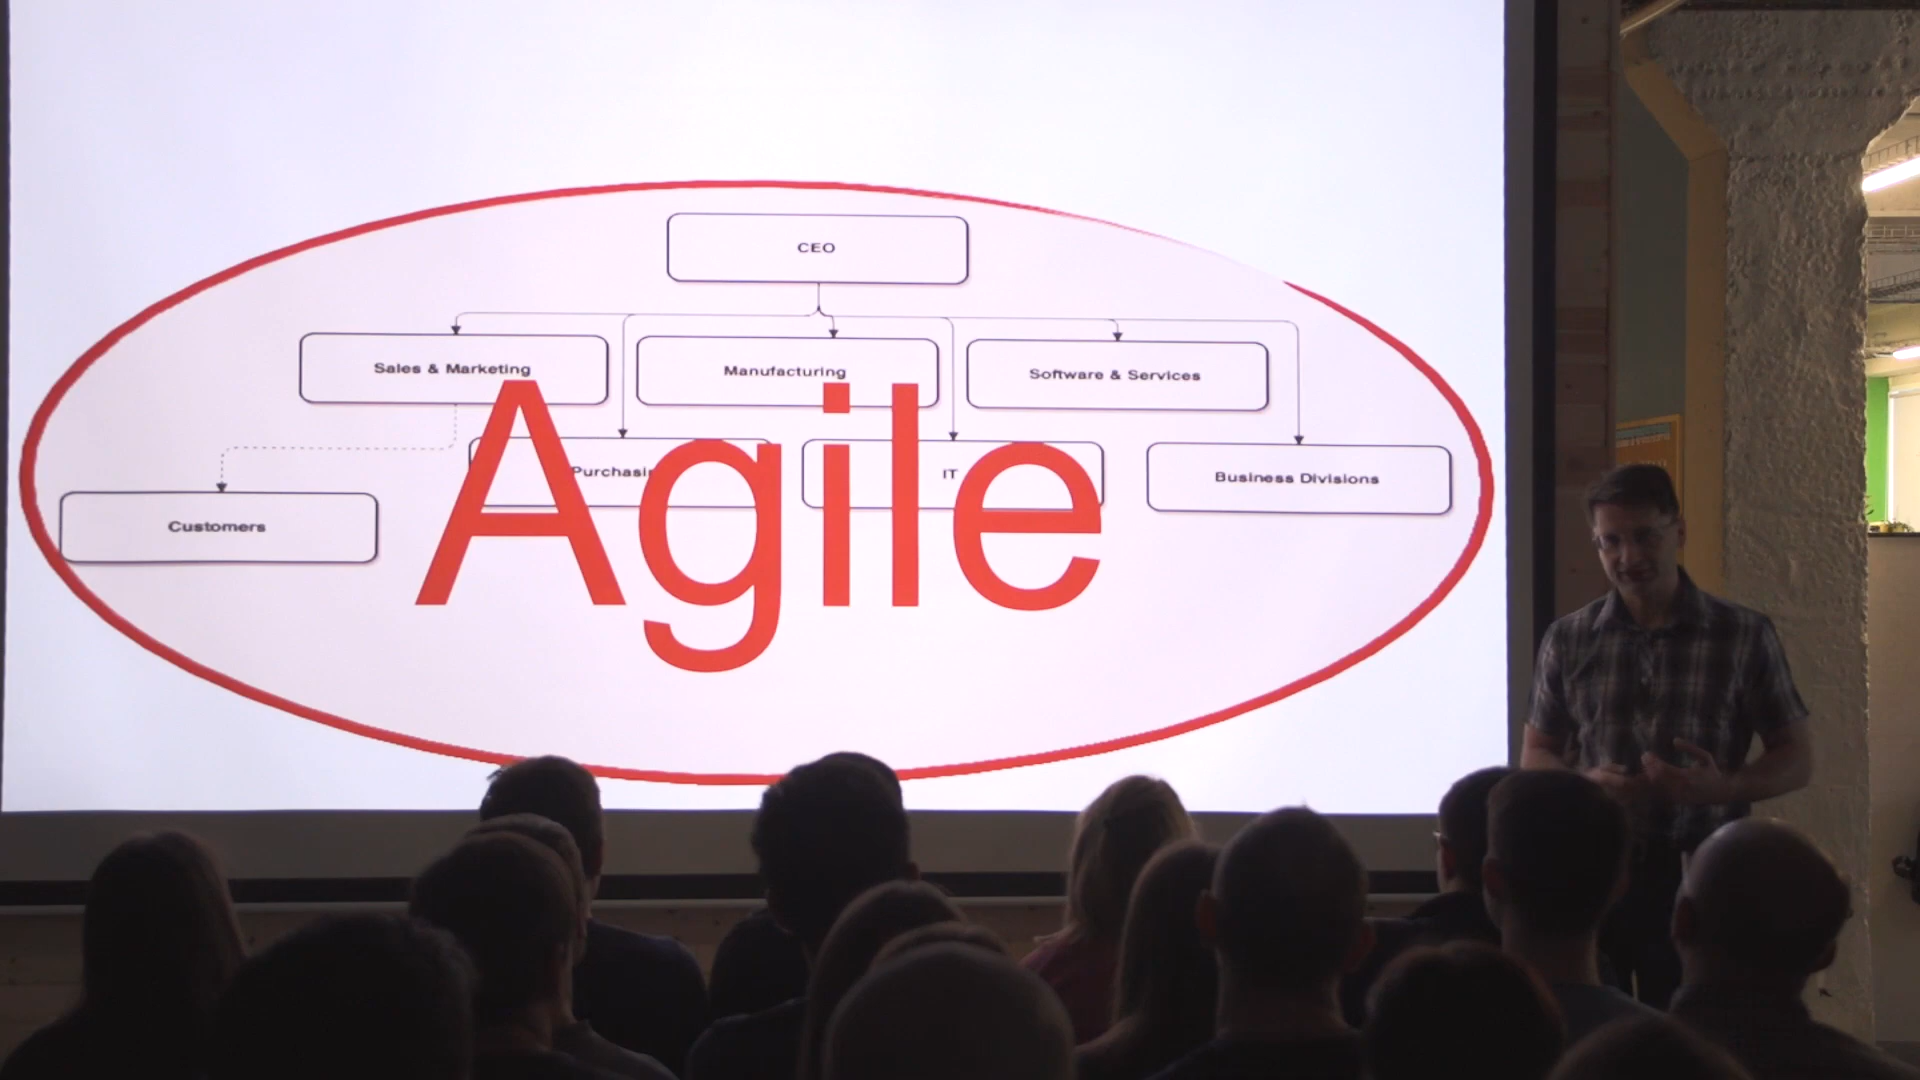 CEO
Sales & Marketing
Manufacturing
Software & Services
IT
Business Divisions
Customers
Agile